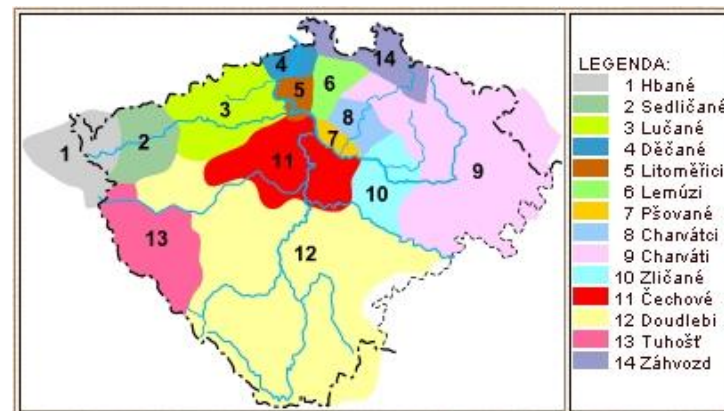 LEGENDA:
1 Hbané
2 Sedličané
3 Lučané
4 Děčané
5 Litoměřici
6 Lemúzi
7 Pšované
8 Charvátci
9 Charváti
10 Zličané
11 Čechové
12 Doudlebi
13 Tuhošť
14 Záhvozd
4
14
5
6
3
8
2
7
1
11
9
10
13
12